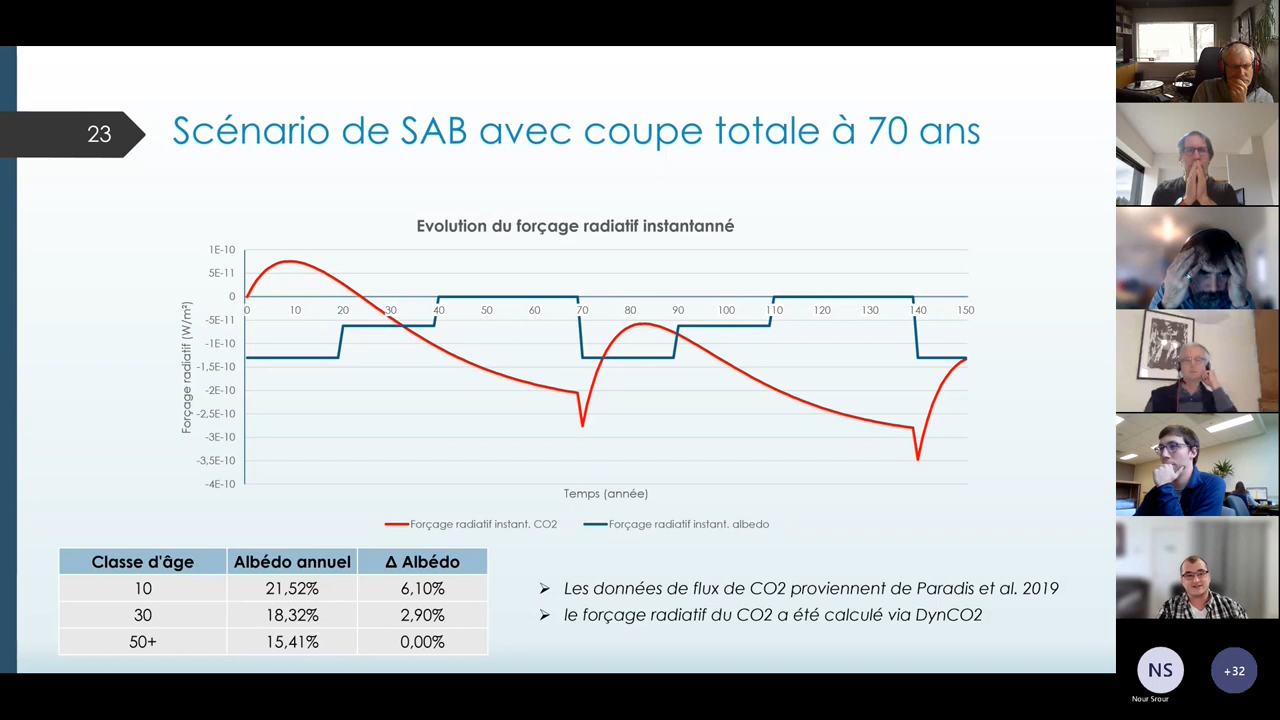 23
Scénario de SAB avec coupe totale à 70 ans
Evolution du forçage radiatif instantanné
1E-10
5E-11
0
-5E-11
-1E-10
-1,5E-10
-2E-10
-2,5E-10
-3E-10
-3,5E-10
-4E-10
Forçage radiatif (W/m²)
0 10 20 30 40 50 60 70 80 90 100 110 120 130 140 150
Temps (année)
Forçage radiatif instant. CO2 Forçage radiatif instant. albedo
Classe d'âge Albédo annuel Δ Albédo
10 21,52% 6,10%
30 18,32% 2,90%
50+ 15,41% 0,00%
Les données de flux de CO2 proviennent de Paradis et al. 2019
le forçage radiatif du CO2 a été calculé via DynCO2
NS
Nour Srour
+32